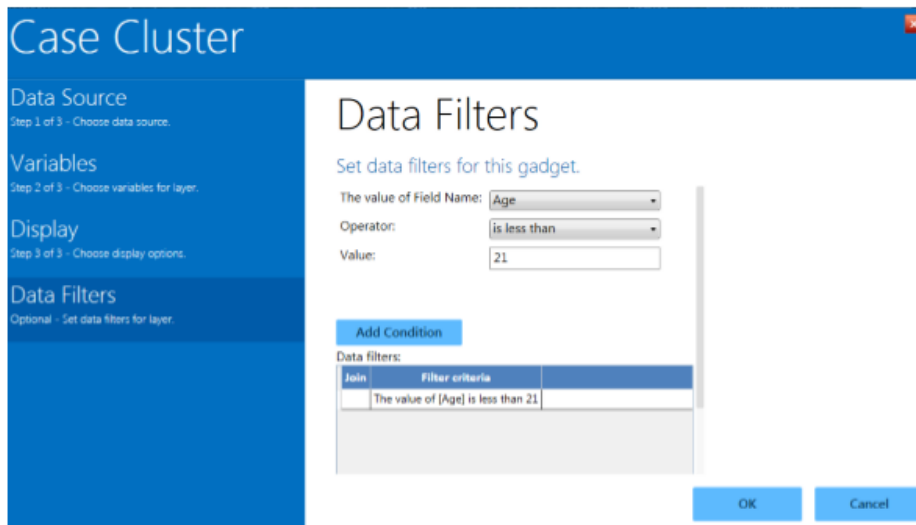 Case Cluster
Data Source
Step 1 of 3 - Choose data source.
Variables
Step 2 of 3 - Choose variables for layer.
Display
Step 3 of 3 - Choose display options.
Data Filters
Optional - Set data filters for layer.
Data Filters
Set data filters for this gadget.
The value of Field Name: Age
Operator: is less than
Value: 21
Add Condition
Data filters:
Join Filter criteria
The value of [Age] is less than 21
OK Cancel